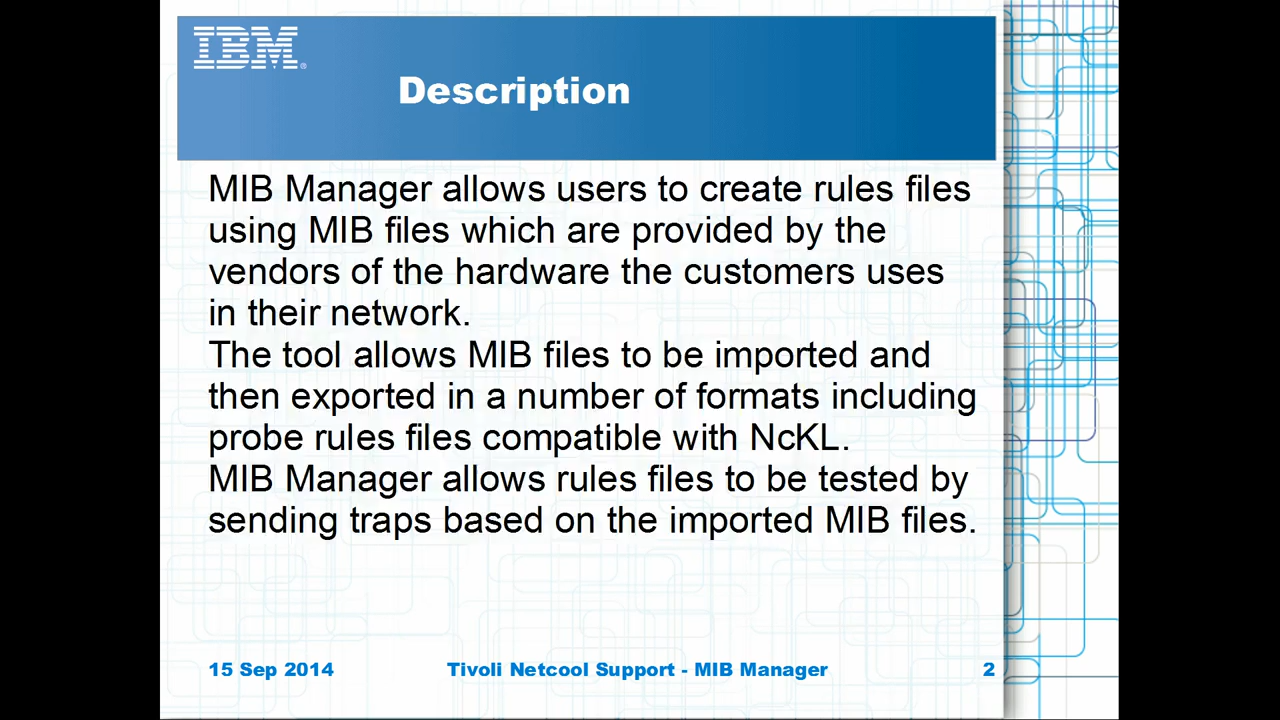 IBM®
Description
MIB Manager allows users to create rules files
using MIB files which are provided by the
vendors of the hardware the customers uses
in their network.
The tool allows MIB files to be imported and
then exported in a number of formats including
probe rules files compatible with NcKL.
MIB Manager allows rules files to be tested by
sending traps based on the imported MIB files.
15 Sep 2014 Tivoli Netcool Support - MIB Manager 2